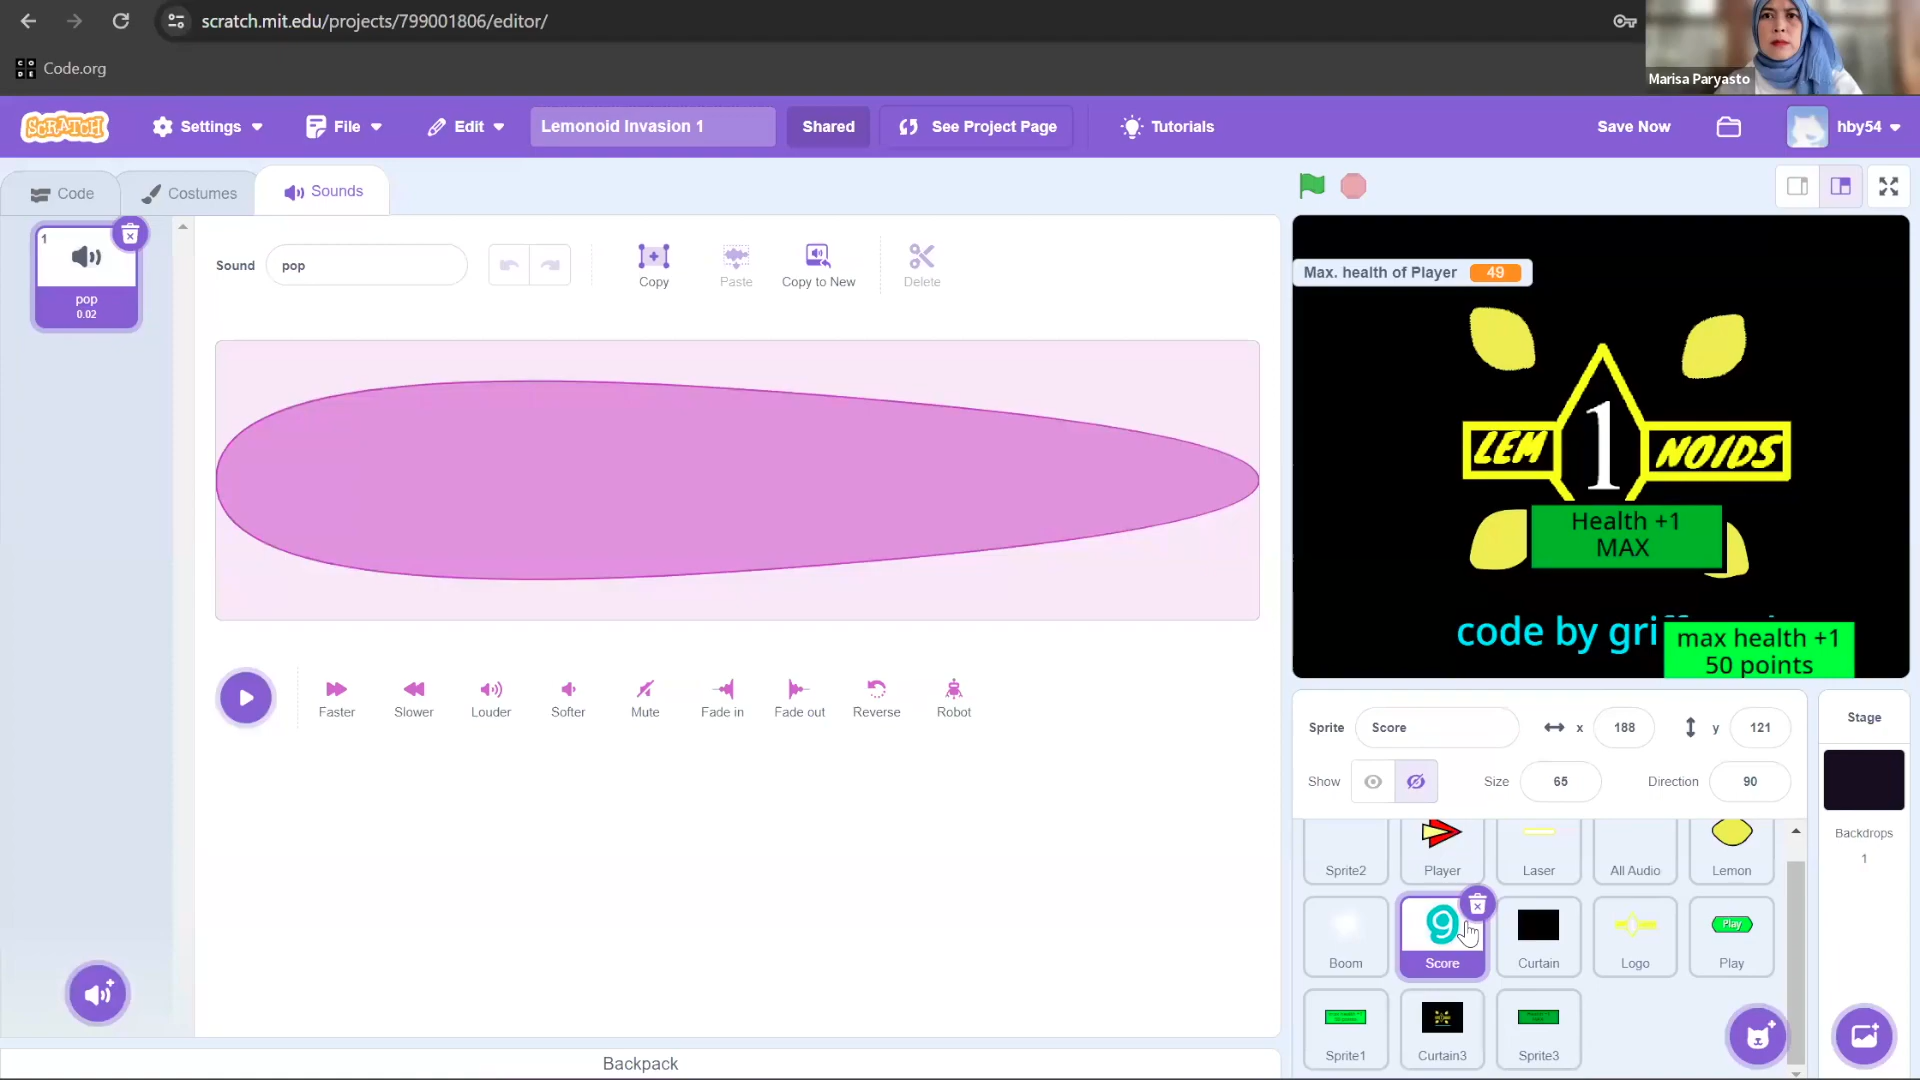 scratch.mit.edu/projects/799001806/editor/
Code.org
Marisa Paryasto
SCRATCH
Settings
File
Edit
Lemonoid Invasion 1
Shared
See Project Page
Tutorials
Save Now
hby54
Code
Costumes
Sounds
1
pop
0.02
Sound
pop
Copy
Paste
Copy to New
Delete
Faster
Slower
Louder
Softer
Mute
Fade in
Fade out
Reverse
Robot
Max. health of Player 49
LEM
1
NOIDS
Health +1
MAX
code by
max health +1
50 points
Sprite
Score
x
188
y
121
Show
Size
65
Direction
90
Stage
Backdrops
1
Sprite2
Player
Laser
All Audio
Lemon
Boom
9
Score
Curtain
Logo
Play
Play
Sprite1
Curtain3
Sprite3
Backpack